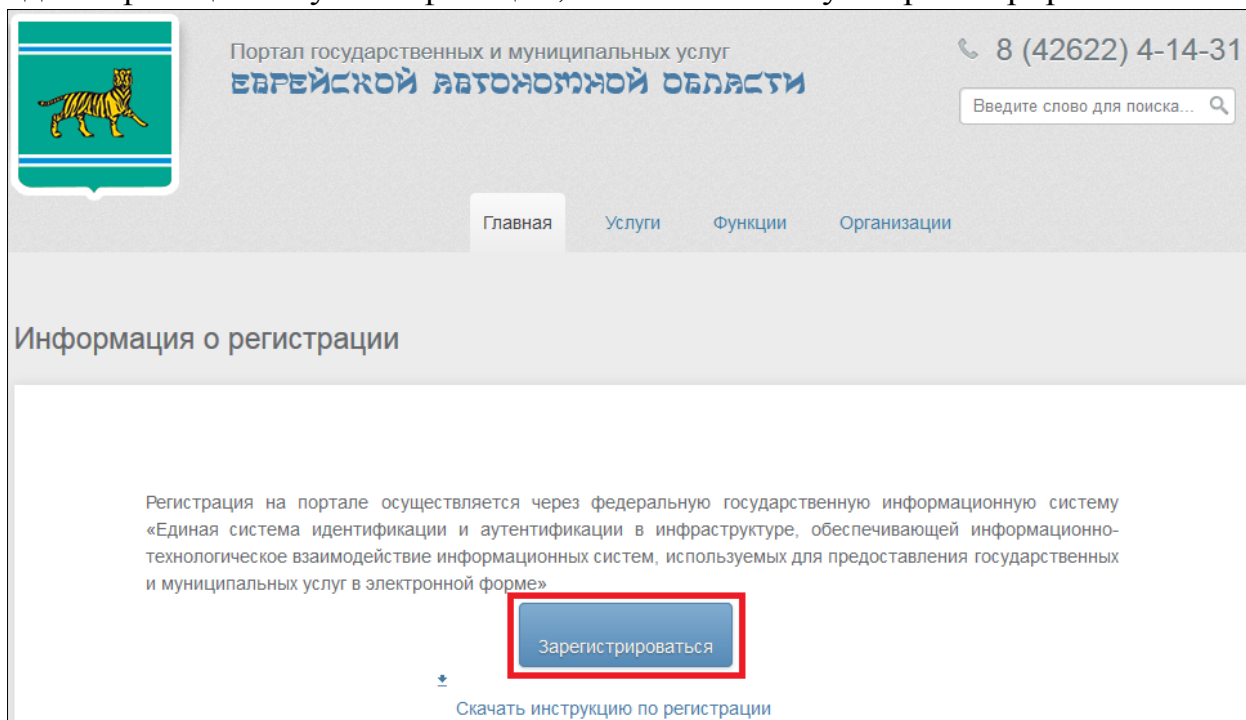 Портал государственных и муниципальных услуг
ЕВРЕЙСКОЙ АВТОНОМНОЙ ОБЛАСТИ
8 (42622) 4-14-31
Введите слово для поиска...
Главная Услуги Функции Организации
Информация о регистрации
Регистрация на портале осуществляется через федеральную государственную информационную систему
«Единая система идентификации и аутентификации в инфраструктуре, обеспечивающей информационно-
технологическое взаимодействие информационных систем, используемых для предоставления государственных
и муниципальных услуг в электронной форме»
Зарегистрироваться
Скачать инструкцию по регистрации